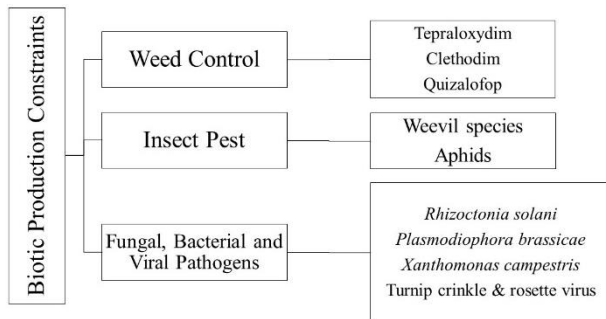 Biotic Production Constraints
Weed Control
Tepraloxydim
Clethodim
Quizalofop
Insect Pest
Weevil species
Aphids
Fungal, Bacterial and
Viral Pathogens
Rhizoctonia solani
Plasmodiophora brassicae
Xanthomonas campestris
Turnip crinkle & rosette virus